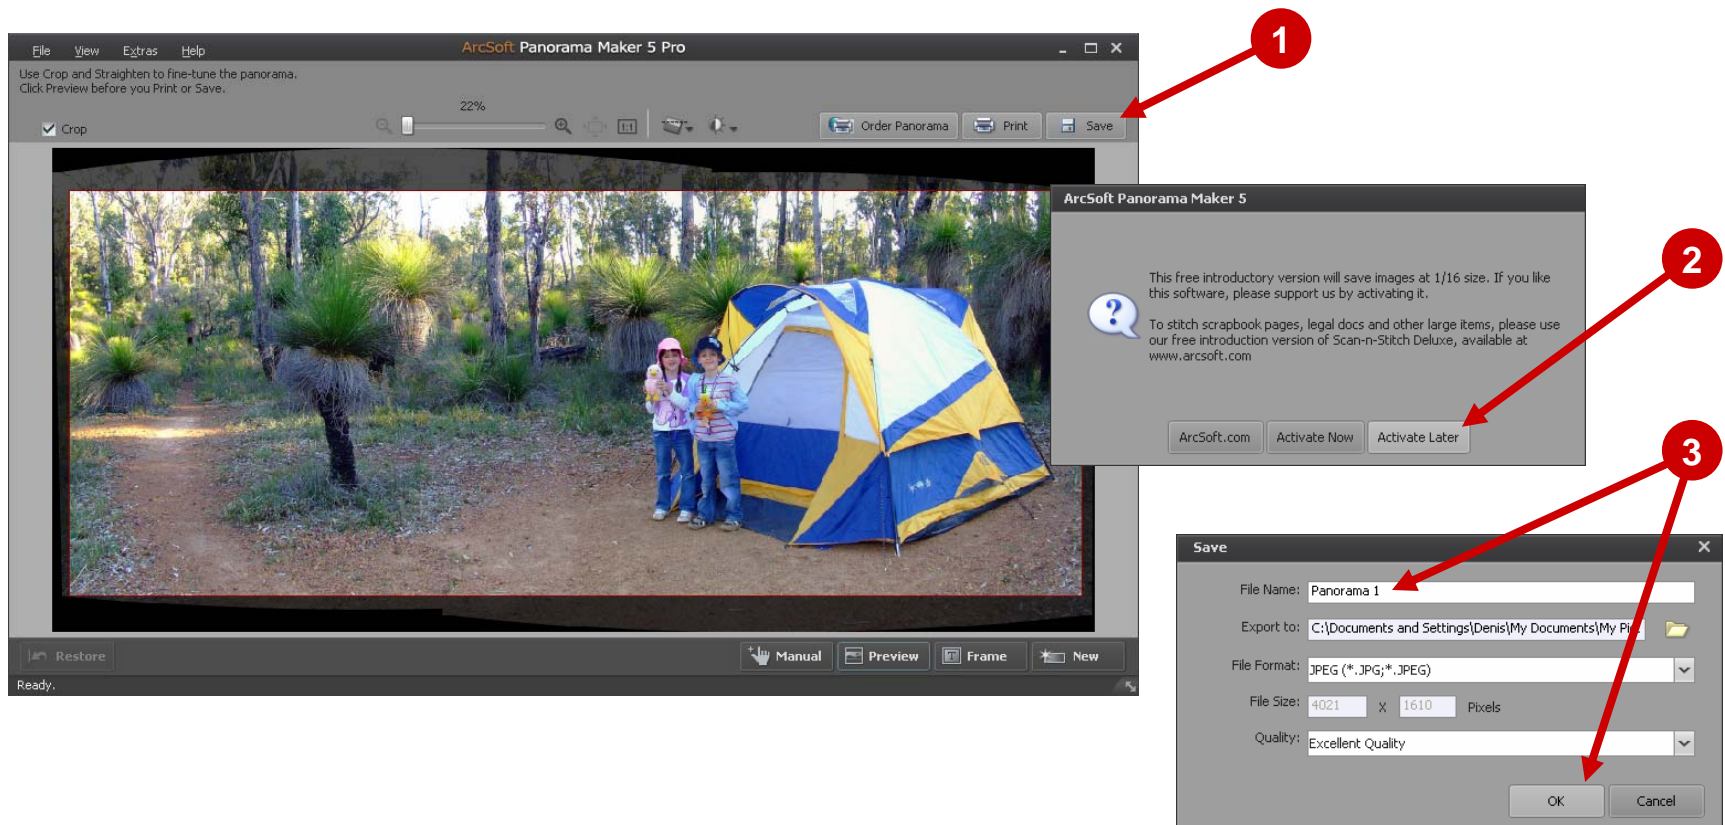 1
File View Extras Help
ArcSoft Panorama Maker 5 Pro
Use Crop and Straighten to fine-tune the panorama.
Click Preview before you Print or Save.
22%
Crop
1:1
Order Panorama
Print
Save
ArcSoft Panorama Maker 5
2
This free introductory version will save images at 1/16 size. If you like
this software, please support us by activating it.
To stitch scrapbook pages, legal docs and other large items, please use
our free introduction version of Scan-n-Stitch Deluxe, available at
www.arcsoft.com
ArcSoft.com
Activate Now
Activate Later
3
Save
File Name: Panorama 1
Export to: C:\Documents and Settings\Denis\My Documents\My Pi
File Format: JPEG (*.JPG;*.JPEG)
File Size: 4021 X 1610 Pixels
Quality: Excellent Quality
OK
Cancel
Restore
Manual
Preview
Frame
New
Ready.